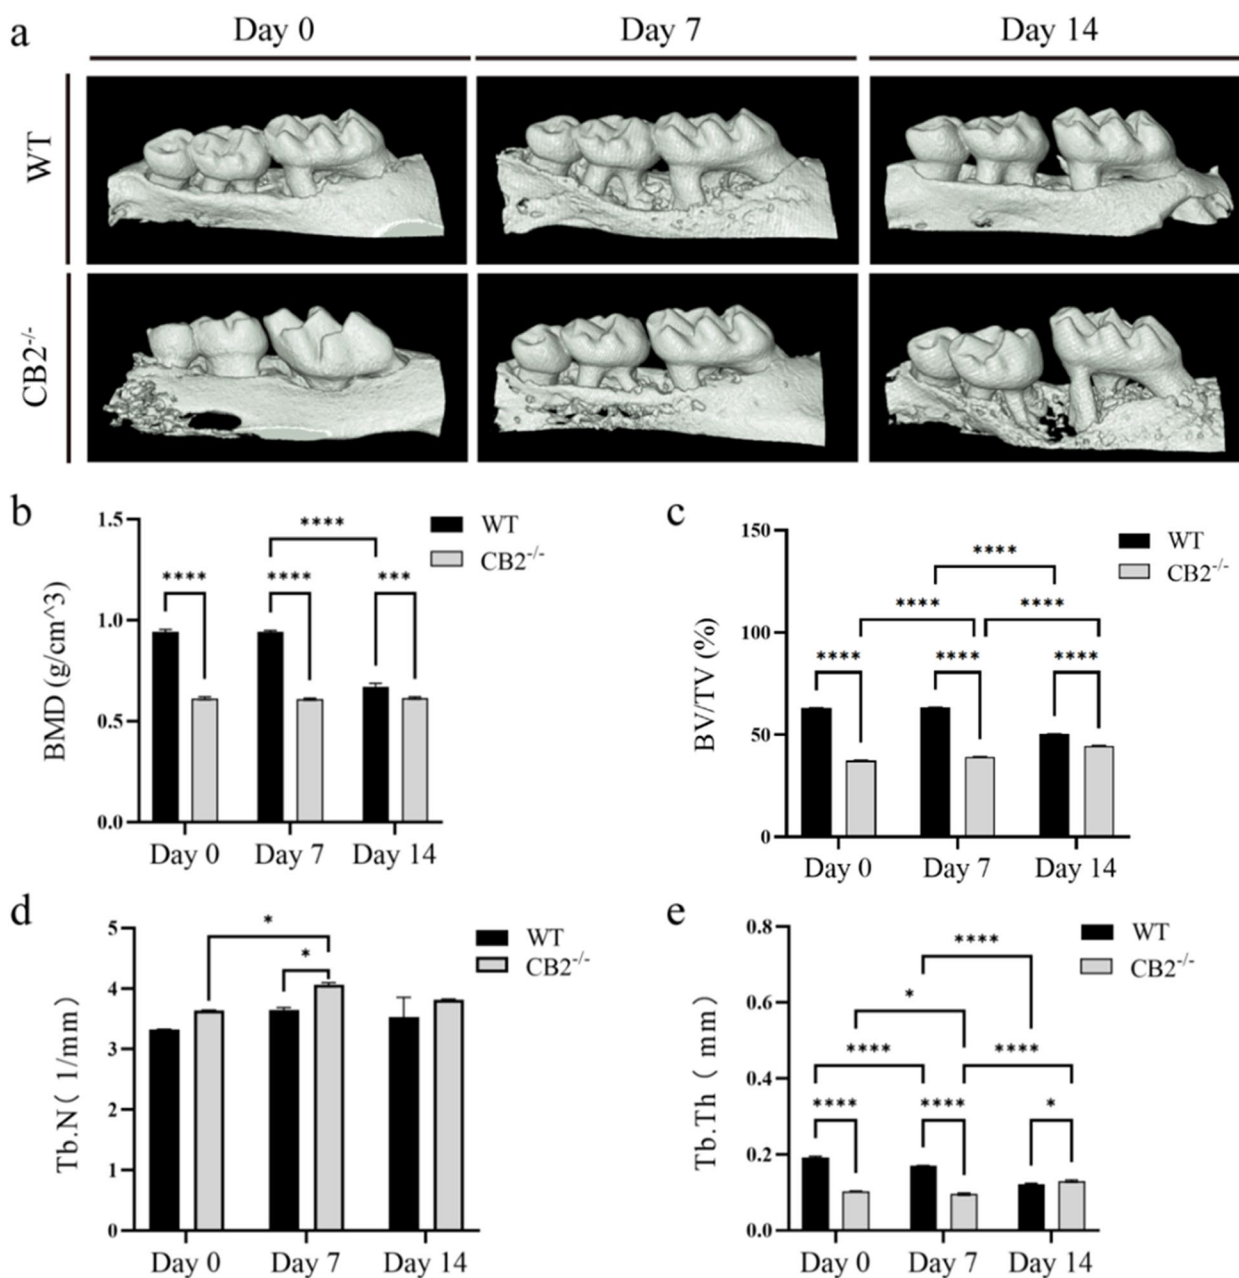 a
Day 0
Day 7
Day 14
WT
CB2-/-
b
1.5
1.0
0.5
0.0
BMD (g/cm^3)
****
****
****
***
WT
CB2-/-
Day 0
Day 7
Day 14
c
150
100
50
0
BV/TV (%)
****
****
****
****
****
****
WT
CB2-/-
Day 0
Day 7
Day 14
d
5
4
3
2
1
0
Tb.N( 1/mm)
*
*
WT
CB2-/-
Day 0
Day 7
Day 14
e
0.8
0.6
0.4
0.2
0.0
Tb.Th( mm)
****
*
****
****
****
****
*
WT
CB2-/-
Day 0
Day 7
Day 14